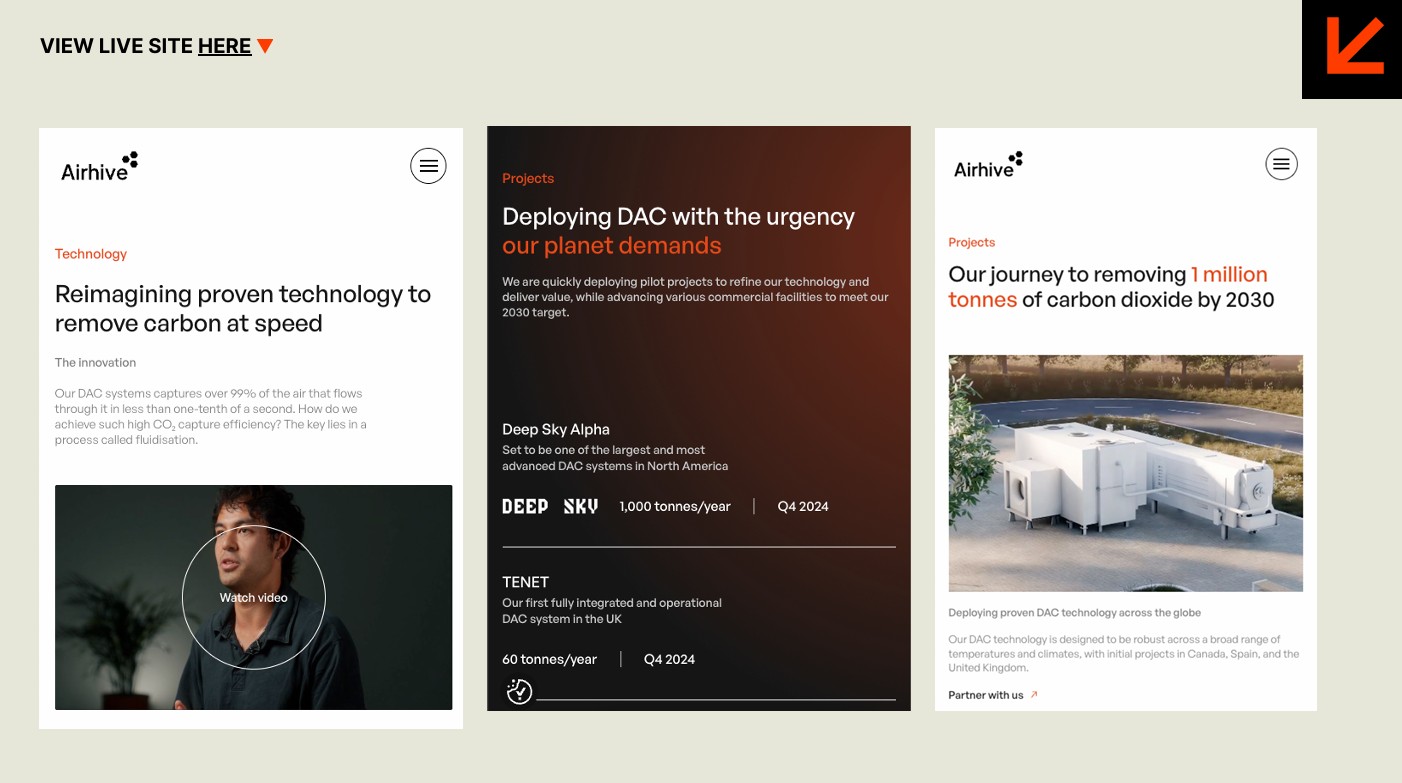 VIEW LIVE SITE HERE
Airhive
Technology
Reimagining proven technology to
remove carbon at speed
The innovation
Our DAC systems captures over 99% of the air that flows
through it in less than one-tenth of a second. How do we
achieve such high CO₂ capture efficiency? The key lies in a
process called fluidisation.
Watch video
Projects
Deploying DAC with the urgency
our planet demands
We are quickly deploying pilot projects to refine our technology and
deliver value, while advancing various commercial facilities to meet our
2030 target.
Deep Sky Alpha
Set to be one of the largest and most
advanced DAC systems in North America
DEEP SKY 1,000 tonnes/year | Q4 2024
TENET
Our first fully integrated and operational
DAC system in the UK
60 tonnes/year | Q4 2024
Airhive
Projects
Our journey to removing 1 million
tonnes of carbon dioxide by 2030
Deploying proven DAC technology across the globe
Our DAC technology is designed to be robust across a broad range of
temperatures and climates, with initial projects in Canada, Spain, and the
United Kingdom.
Partner with us